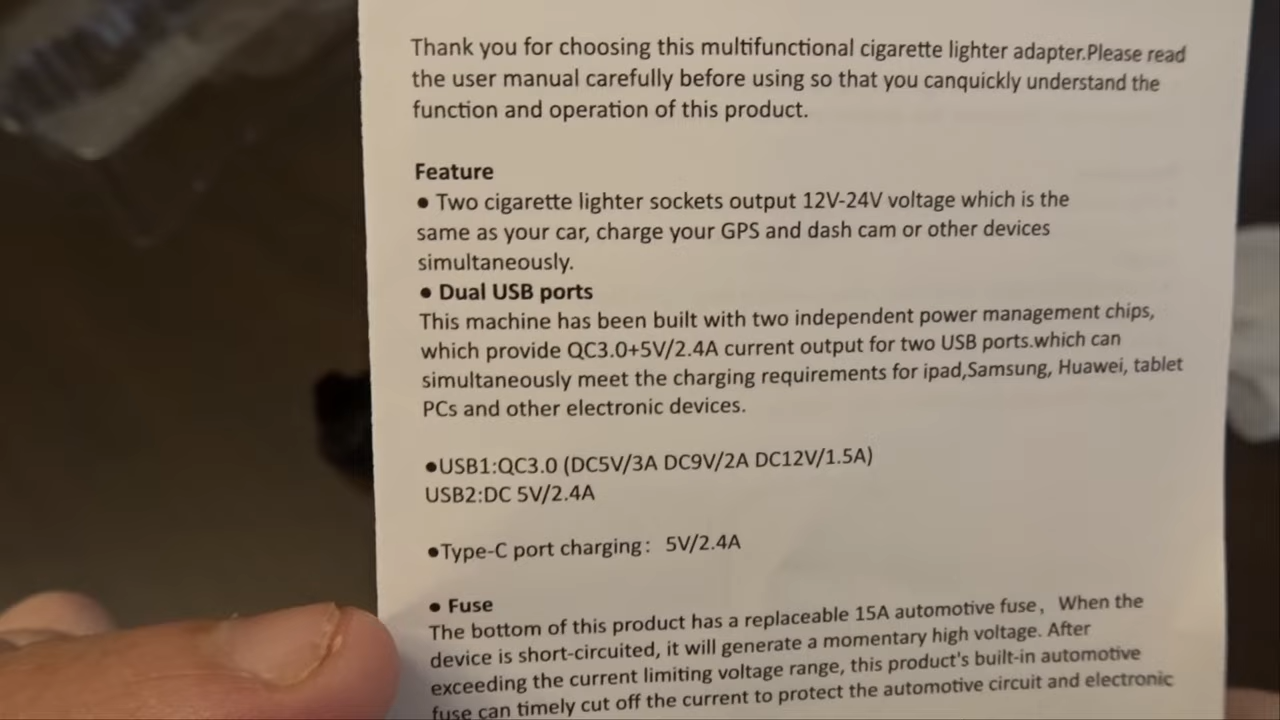 Thank you for choosing this multifunctional cigarette lighter adapter.Please read
the user manual carefully before using so that you canquickly understand the
function and operation of this product.
Feature
● Two cigarette lighter sockets output 12V-24V voltage which is the
same as your car, charge your GPS and dash cam or other devices
simultaneously.
● Dual USB ports
This machine has been built with two independent power management chips,
which provide QC3.0+5V/2.4A current output for two USB ports.which can
simultaneously meet the charging requirements for ipad,Samsung, Huawei, tablet
PCs and other electronic devices.
●USB1:QC3.0 (DC5V/3A DC9V/2A DC12V/1.5A)
USB2:DC 5V/2.4A
●Type-C port charging: 5V/2.4A
● Fuse
The bottom of this product has a replaceable 15A automotive fuse, When the
device is short-circuited, it will generate a momentary high voltage. After
exceeding the current limiting voltage range, this product's built-in automotive
fuse can timely cut off the current to protect the automotive circuit and electronic